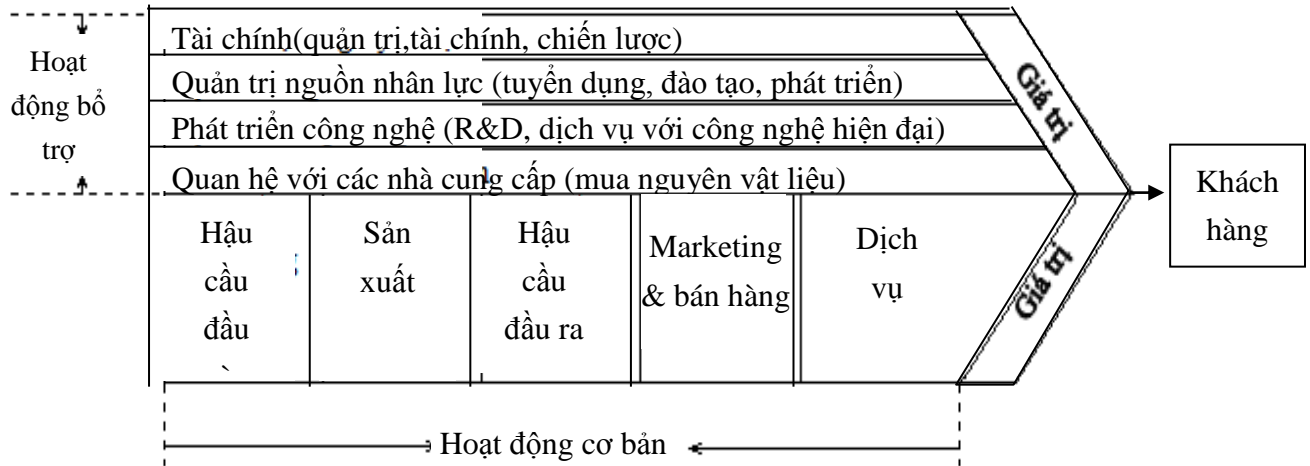 Hoạt
động bổ
trợ
Tài chính(quản trị,tài chính, chiến lược)
Quản trị nguồn nhân lực (tuyển dụng, đào tạo, phát triển)
Phát triển công nghệ (R&D, dịch vụ với công nghệ hiện đại)
Quan hệ với các nhà cung cấp (mua nguyên vật liệu)
Giá trị
Khách
hàng
Hậu
cầu
đầu
Sản
xuất
Hậu
cầu
đầu ra
Marketing
& bán hàng
Dịch
vụ
Giá trị
Hoạt động cơ bản